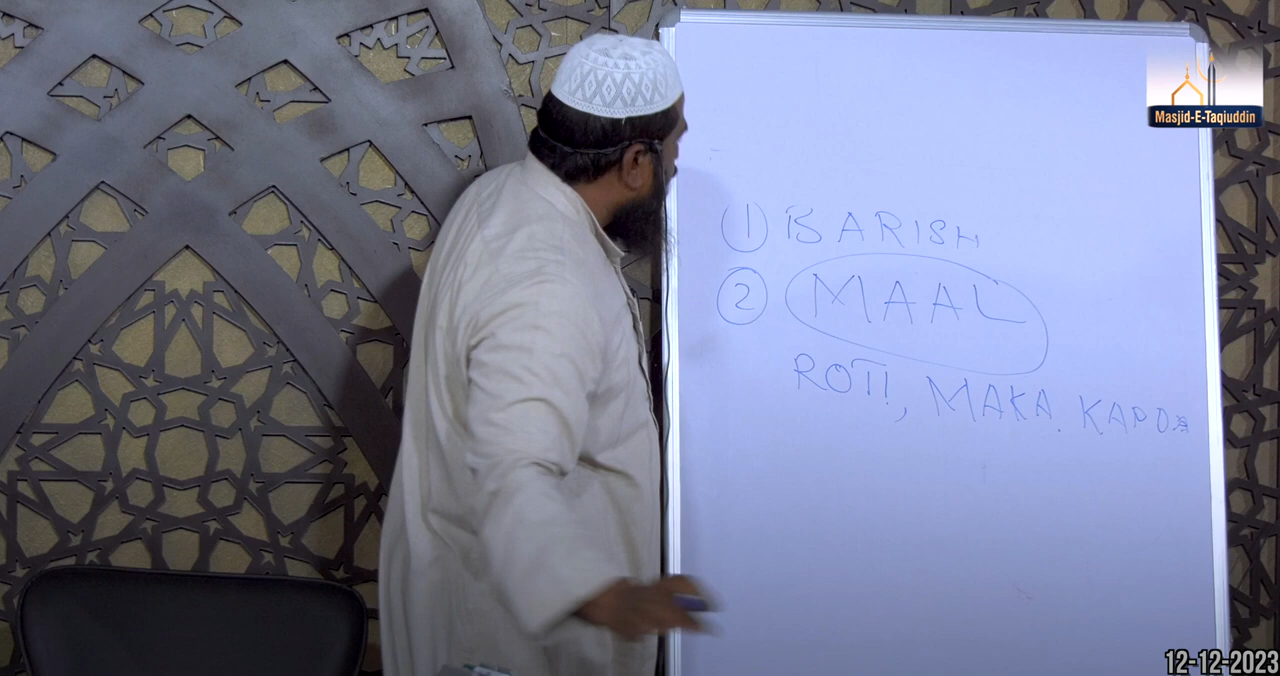 Masjid-E-Taqiuddin
① BARISH
② MAAL
ROTI, MAKA.
12-12-2023